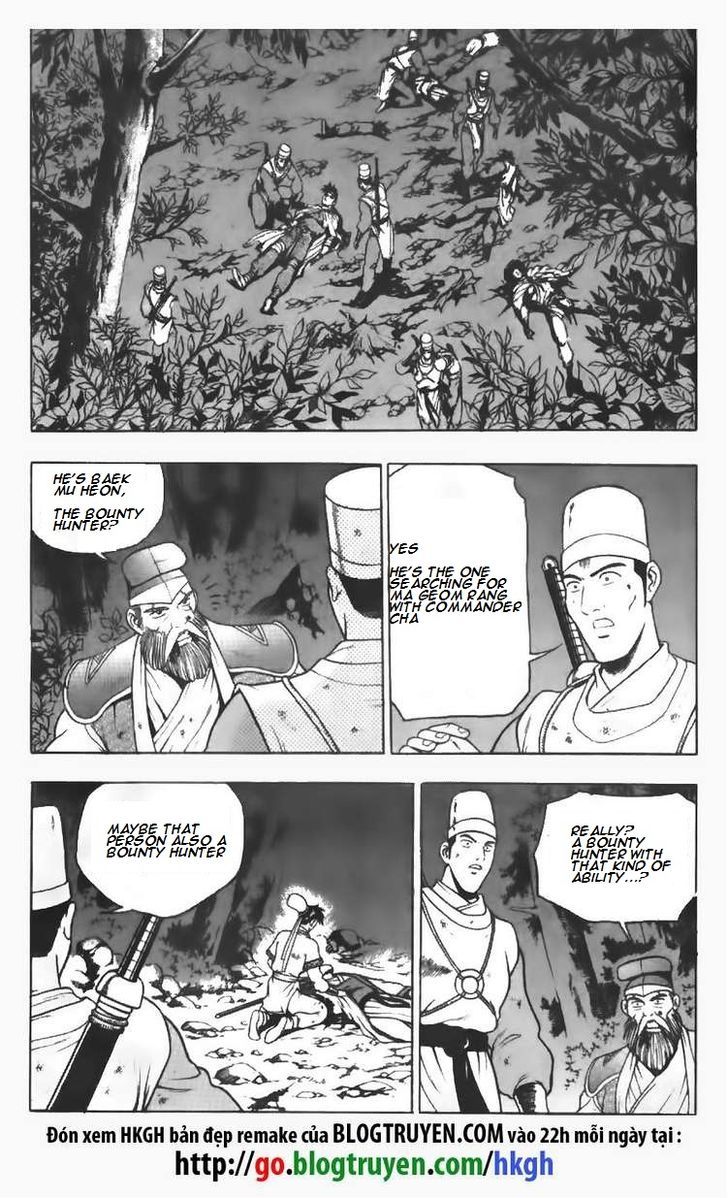 HE'S BAEK
MU HEON,
THE BOUNTY
HUNTER?
YES
HE'S THE ONE
SEARCHING FOR
MA GEOM RANG
WITH COMMANDER
CHA
MAYBE THAT
PERSON ALSO A
BOUNTY HUNTER
REALLY?
A BOUNTY
HUNTER WITH
THAT KIND OF
ABILITY...?
Đón xem HKGH bản đẹp remake của BLOGTRUYEN.COM vào 22h mỗi ngày tại :
http://go.blogtruyen.com/hkgh